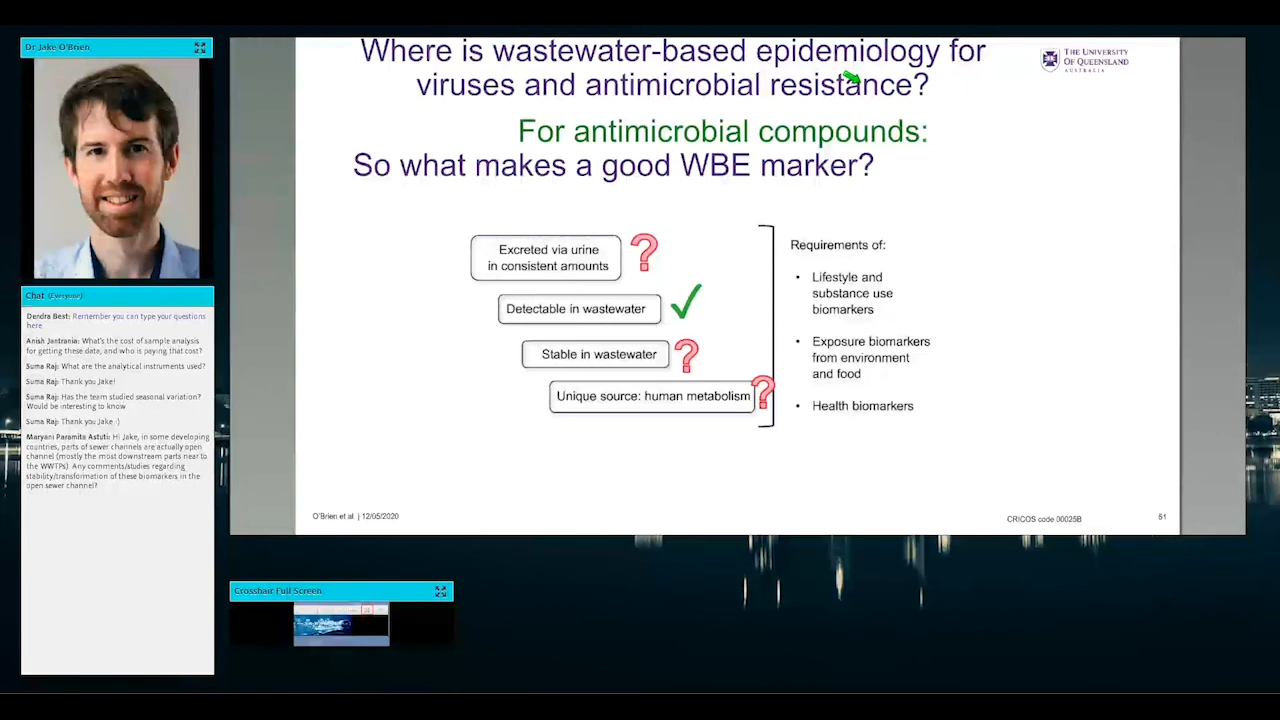 Dr Jake O'Brien
Chat (Everyone)
Dendra Best: Remember you can type your questions
here
Anish Jantrania: What's the cost of sample analysis
for getting these date, and who is paying that cost?
Suma Raj: What are the analytical instruments used?
Suma Raj: Thank you Jake!
Suma Raj: Has the team studied seasonal variation?
Would be interesting to know
Suma Raj: Thank you Jake :)
Maryani Paramita Astuti: Hi Jake, in some developing
countries, parts of sewer channels are actually open
channel (mostly the most downstream parts near to
the WWTPs). Any comments/studies regarding
stability/transformation of these biomarkers in the
open sewer channel?
Where is wastewater-based epidemiology for
viruses and antimicrobial resistance?
THE UNIVERSITY
OF QUEENSLAND
AUSTRALIA
For antimicrobial compounds:
So what makes a good WBE marker?
Excreted via urine
in consistent amounts
?
Detectable in wastewater
Stable in wastewater
?
Unique source: human metabolism
?
Requirements of:
• Lifestyle and
substance use
biomarkers
• Exposure biomarkers
from environment
and food
• Health biomarkers
O'Brien et al. | 12/05/2020
CRICOS code 00025B
51
Crosshair Full Screen